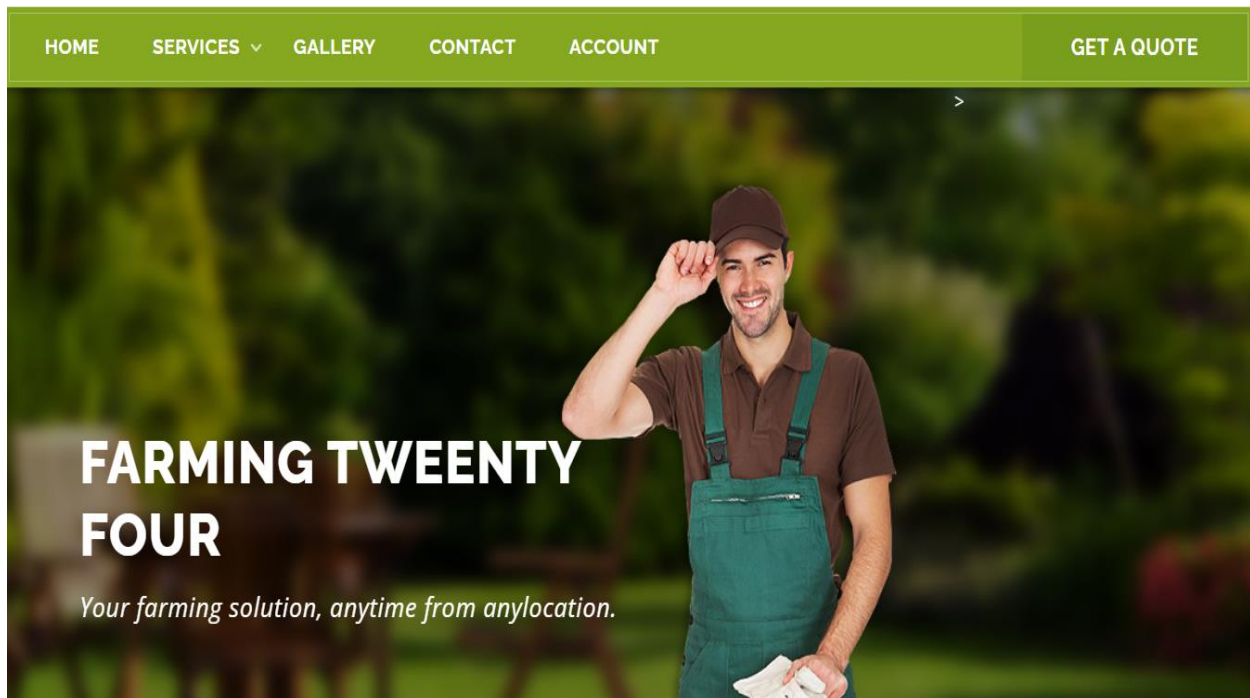 HOME SERVICES GALLERY CONTACT ACCOUNT GET A QUOTE
>
FARMING TWEENTY
FOUR
Your farming solution, anytime from anylocation.